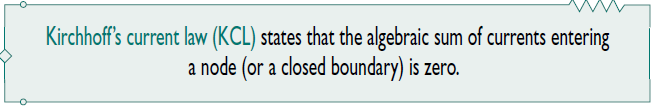 Kirchhoff's current law (KCL) states that the algebraic sum of currents entering
a node (or a closed boundary) is zero.